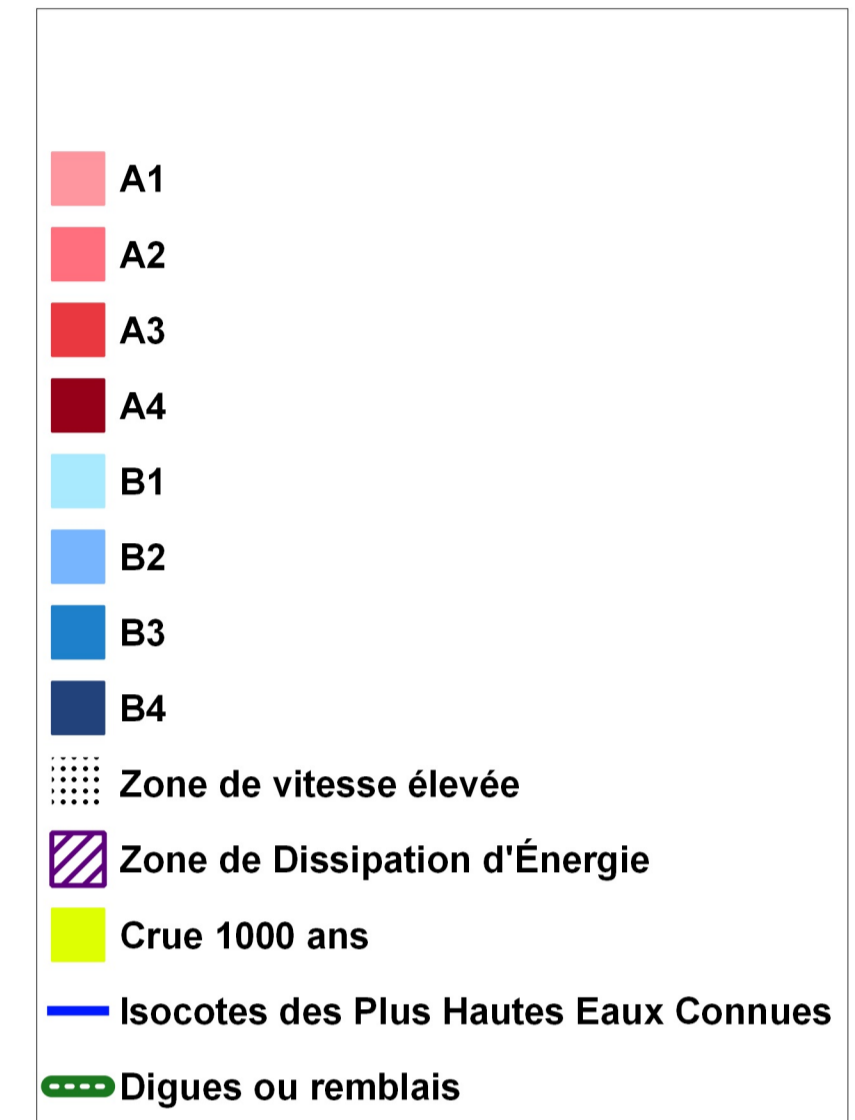 A1
A2
A3
A4
B1
B2
B3
B4
Zone de vitesse élevée
Zone de Dissipation d'Énergie
Crue 1000 ans
Isocotes des Plus Hautes Eaux Connues
Digues ou remblais